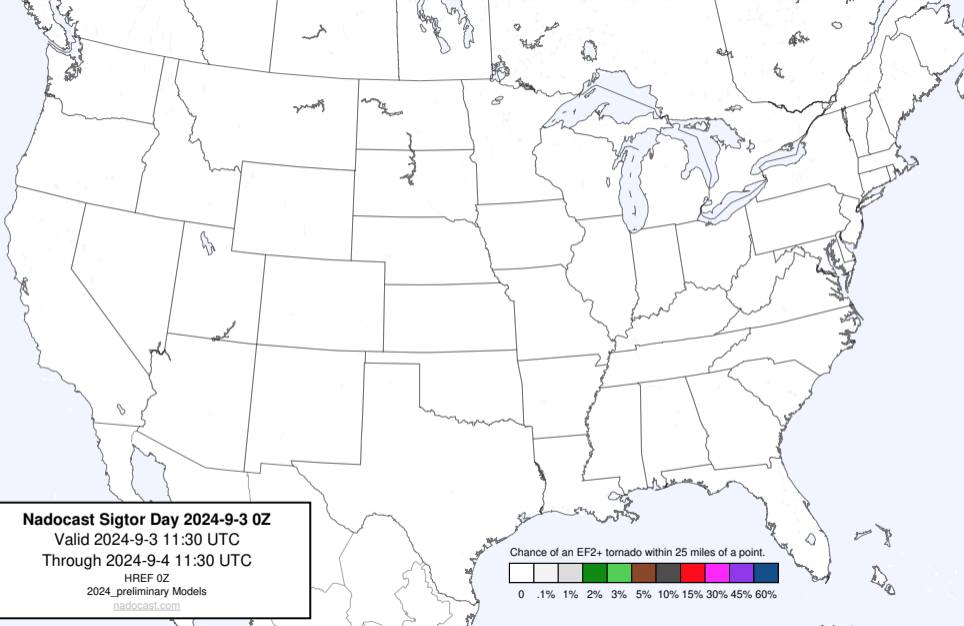 Nadocast Sigtor Day 2024-9-3 0Z
Valid 2024-9-3 11:30 UTC
Through 2024-9-4 11:30 UTC
HREF 0Z
2024_preliminary Models
nadocast.com
Chance of an EF2+ tornado within 25 miles of a point.
0 .1% 1% 2% 3% 5% 10% 15% 30% 45% 60%